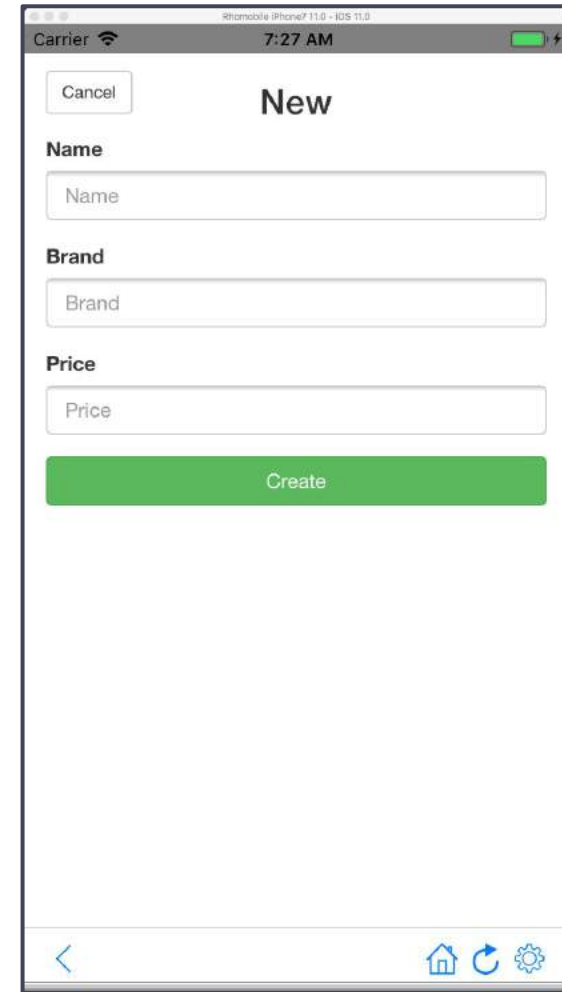 Rhomobile iPhone7 11.0 - iOS 11.0
Carrier 7:27 AM
Cancel
New
Name
Name
Brand
Brand
Price
Price
Create